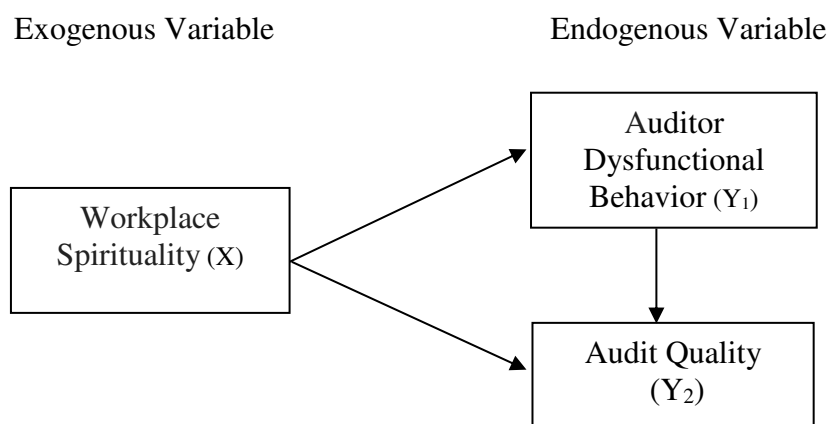 Exogenous Variable
Endogenous Variable
Auditor
Dysfunctional
Behavior (Y₁)
Workplace
Spirituality (X)
Audit Quality
(Y₂)